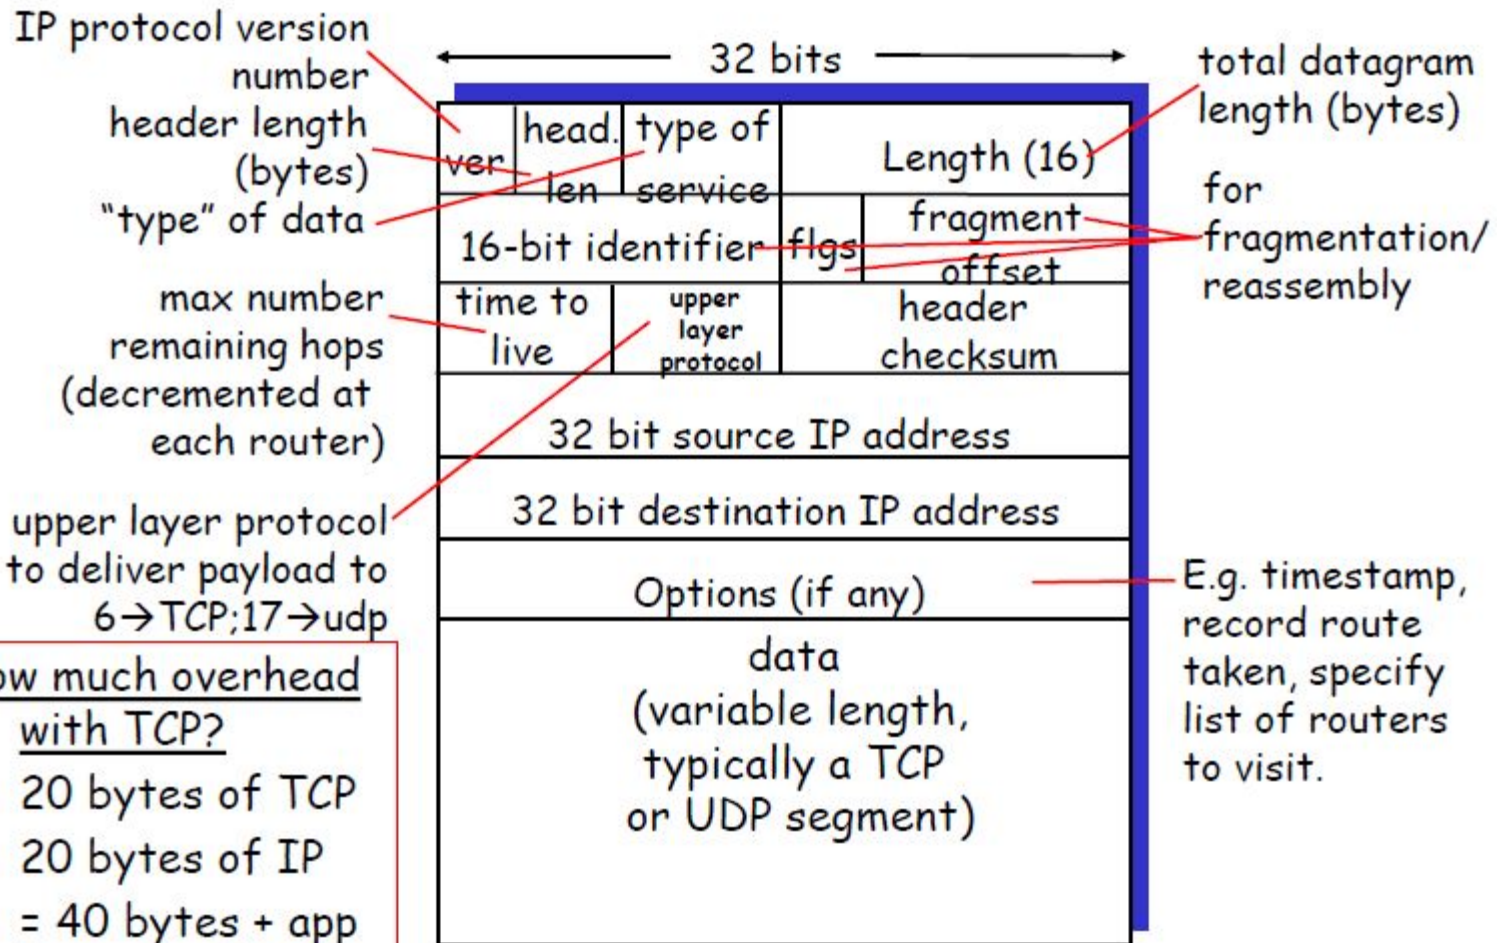 IP protocol version
number
header length
(bytes)
"type" of data
max number
remaining hops
(decremented at
each router)
upper layer protocol
to deliver payload to
6→TCP;17→udp
ow much overhead
with TCP?
20 bytes of TCP
20 bytes of IP
= 40 bytes + app
32 bits
ver
head.
len
type of
service
Length (16)
16-bit identifier
flgs
fragment
offset
time to
live
upper
layer
protocol
header
checksum
32 bit source IP address
32 bit destination IP address
Options (if any)
data
(variable length,
typically a TCP
or UDP segment)
total datagram
length (bytes)
for
fragmentation/
reassembly
E.g. timestamp,
record route
taken, specify
list of routers
to visit.